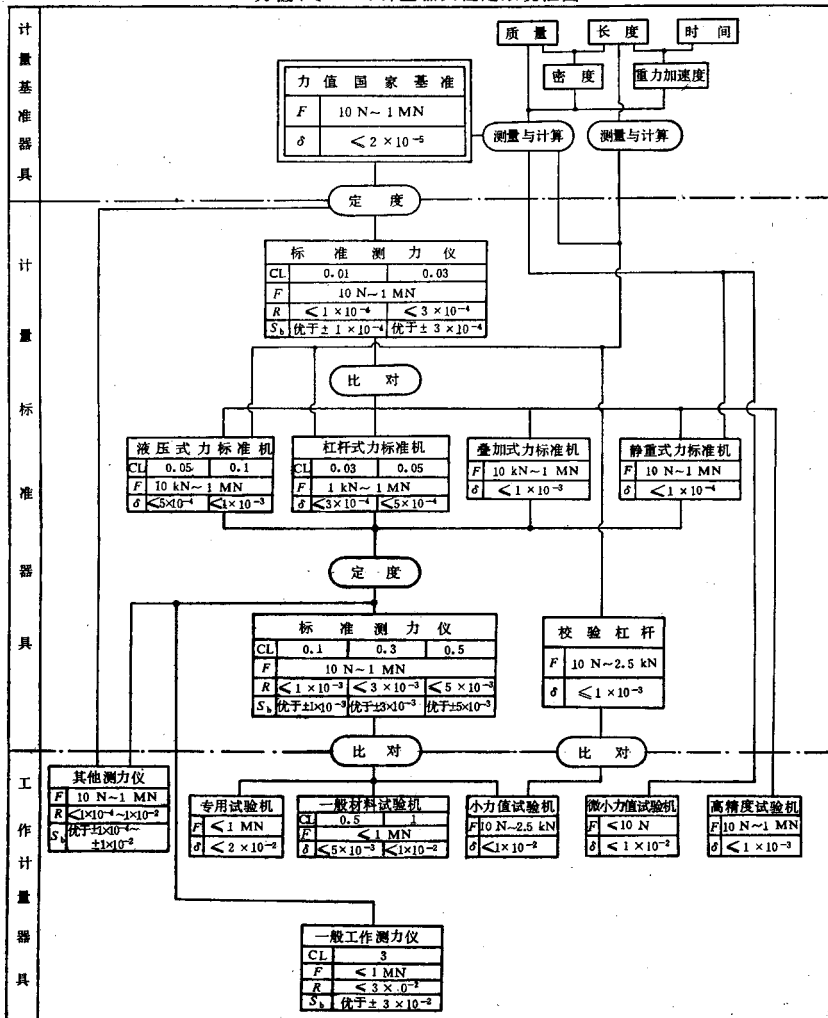 计量基准器具
质量
长度
时间
密度
重力加速度
力值国家基准
F 10 N~1 MN
δ ≤2×10⁻⁵
测量与计算
测量与计算
定度
计量标准器具
标准测力仪
CL 0.01 0.03
F 10 N~1 MN
R ≤1×10⁻⁴ ≤3×10⁻⁴
S_b 优于±1×10⁻⁴ 优于±3×10⁻⁴
比对
液压式力标准机
CL 0.05 0.1
F 10 kN~1 MN
δ ≤5×10⁻⁴ ≤1×10⁻³
杠杆式力标准机
CL 0.03 0.05
F 1 kN~1 MN
δ ≤3×10⁻⁴ ≤5×10⁻⁴
叠加式力标准机
F 10 kN~1 MN
δ ≤1×10⁻³
静重式力标准机
F 10 N~1 MN
δ ≤1×10⁻⁴
定度
标准测力仪
CL 0.1 0.3 0.5
F 10 N~1 MN
R ≤1×10⁻³ ≤3×10⁻³ ≤5×10⁻³
S_b 优于±1×10⁻³ 优于±3×10⁻³ 优于±5×10⁻³
校验杠杆
F 10 N~2.5 kN
δ ≤1×10⁻³
比对
比对
工作计量器具
其他测力仪
F 10 N~1 MN
R ≤1×10⁻⁴~1×10⁻²
S_b 优于±1×10⁻⁴~
±1×10⁻²
专用试验机
F ≤1 MN
δ ≤2×10⁻²
一般材料试验机
CL 0.5 1
F ≤1 MN
δ ≤5×10⁻³ ≤1×10⁻²
小力值试验机
F 10 N~2.5 kN
δ ≤1×10⁻²
微小力值试验机
F ≤10 N
δ ≤1×10⁻²
高精度试验机
F 10 N~1 MN
δ ≤1×10⁻³
一般工作测力仪
CL 3
F ≤1 MN
R ≤3×.0⁻²
S_b 优于±3×10⁻²